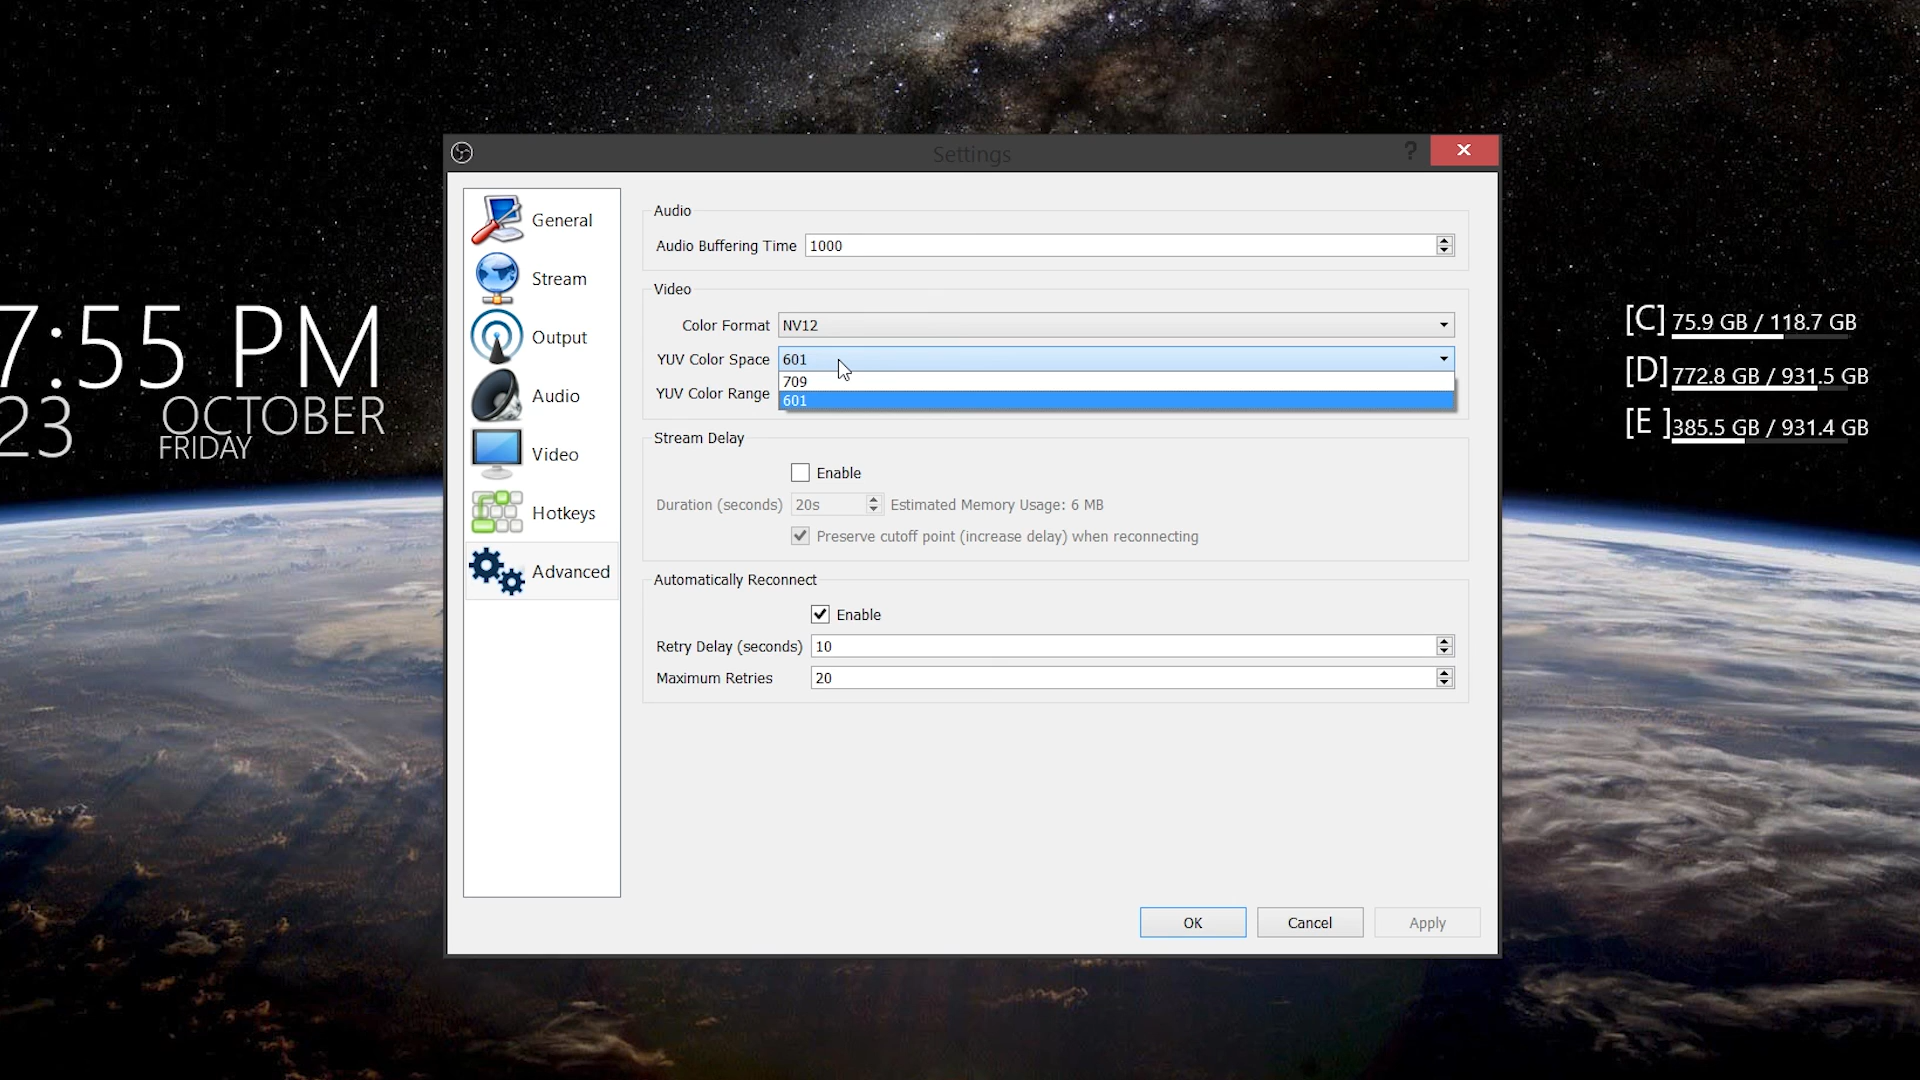 Settings
?
General
Stream
Output
Audio
Video
Hotkeys
Advanced
Audio
Audio Buffering Time 1000
Video
Color Format NV12
YUV Color Space 601
709
YUV Color Range 601
Stream Delay
Enable
Duration (seconds) 20s Estimated Memory Usage: 6 MB
Preserve cutoff point (increase delay) when reconnecting
Automatically Reconnect
Enable
Retry Delay (seconds) 10
Maximum Retries 20
OK Cancel Apply
7:55 PM
23 OCTOBER
FRIDAY
[C] 75.9 GB / 118.7 GB
[D] 772.8 GB / 931.5 GB
[E ] 385.5 GB / 931.4 GB